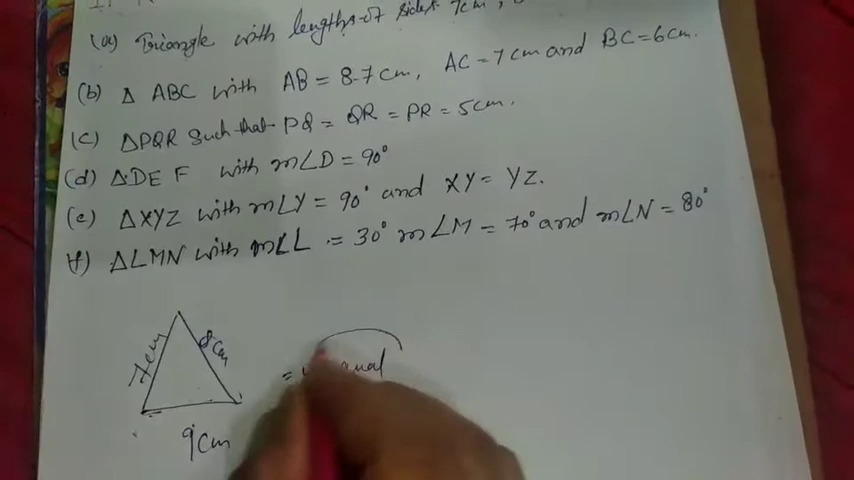 (a) Triangle with lengths of sides 7cm,
(b) Δ ABC with AB = 8.7 cm, AC = 7 cm and BC = 6 cm.
(c) ΔPQR Such that PQ = QR = PR = 5 cm.
(d) ΔDEF with m∠D = 90°
(e) ΔXYZ with m∠Y = 90° and XY = YZ.
(f) ΔLMN with m∠L = 30° m∠M = 70° and m∠N = 80°
7cm 8cm
=
9cm